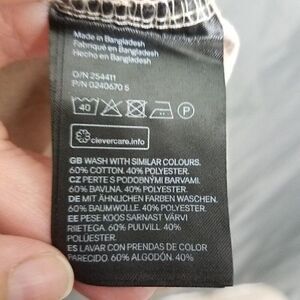 Made in Bangladesh
Fabriqué en Bangladesh
Hecho en Bangladesh
O/N 254411
P/N 0240670 5
40 P
clevercare.info
GB WASH WITH SIMILAR COLOURS.
60% COTTON. 40% POLYESTER.
CZ PERTE S PODOBNÝMI BARVAMI.
60% BAVLNA. 40% POLYESTER.
DE MIT ÄHNLICHEN FARBEN WASCHEN.
60% BAUMWOLLE. 40% POLYESTER.
EE PESE KOOS SARNAST VÄRVI
RIIETEGA. 60% PUUVILL 40%
POLÜESTER.
ES LAVAR CON PRENDAS DE COLOR
PARECIDO. 60% ALGODÓN. 40%